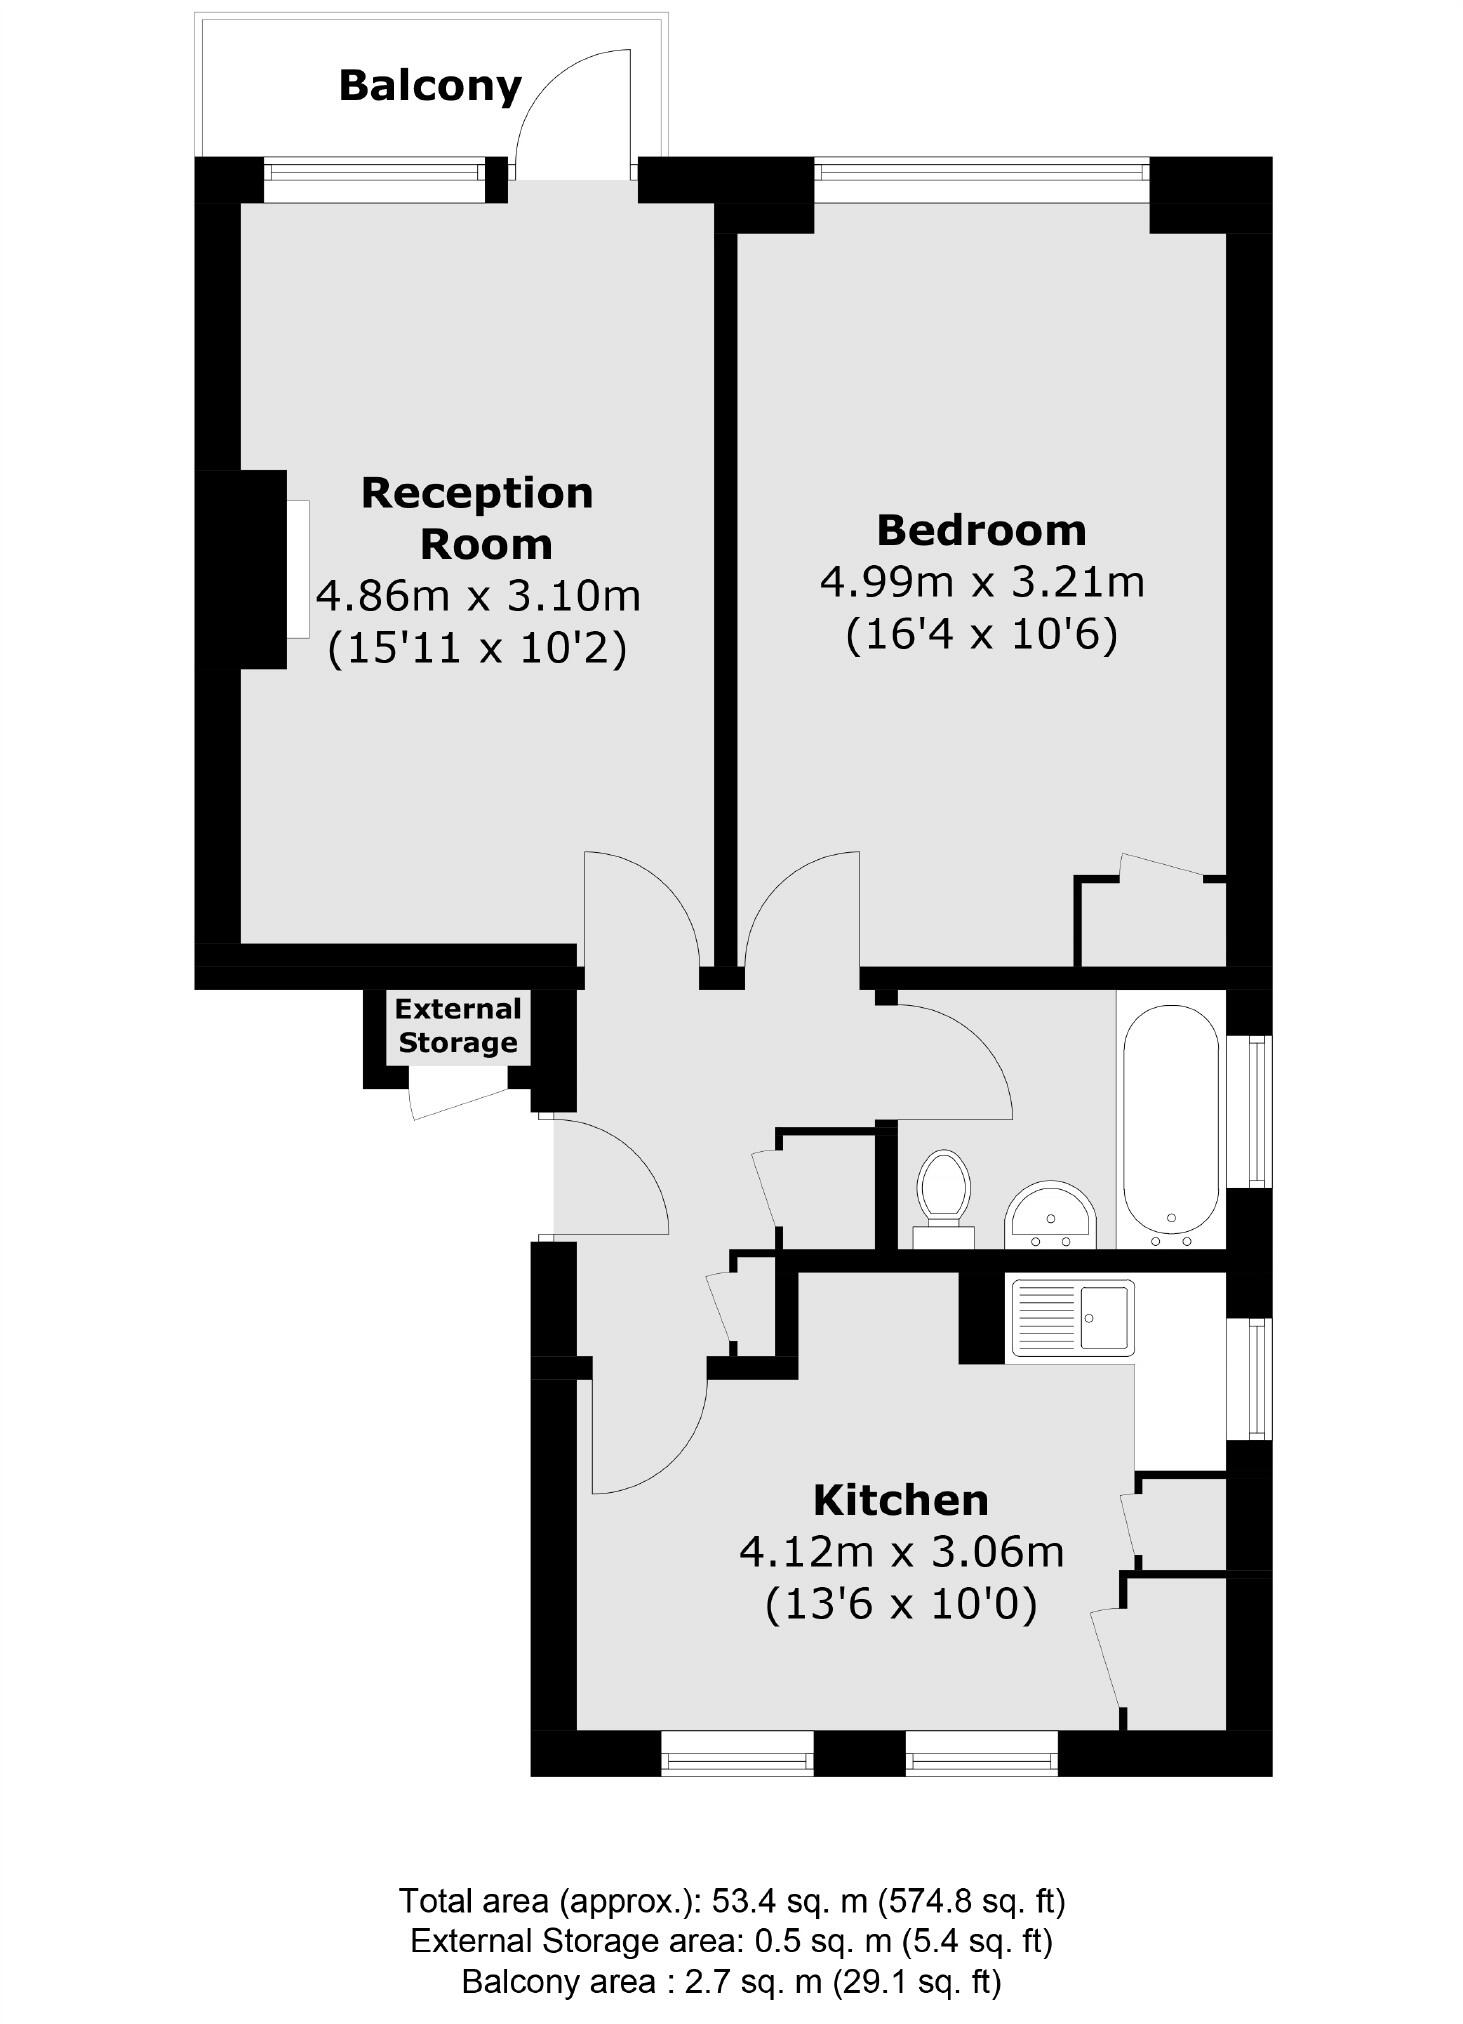 Balcony
Reception
Room
4.86m x 3.10m
(15'11 x 10'2)
Bedroom
4.99m x 3.21m
(16'4 x 10'6)
External
Storage
Kitchen
4.12m x 3.06m
(13'6 x 10'0)
Total area (approx.): 53.4 sq. m (574.8 sq. ft)
External Storage area: 0.5 sq. m (5.4 sq. ft)
Balcony area : 2.7 sq. m (29.1 sq. ft)